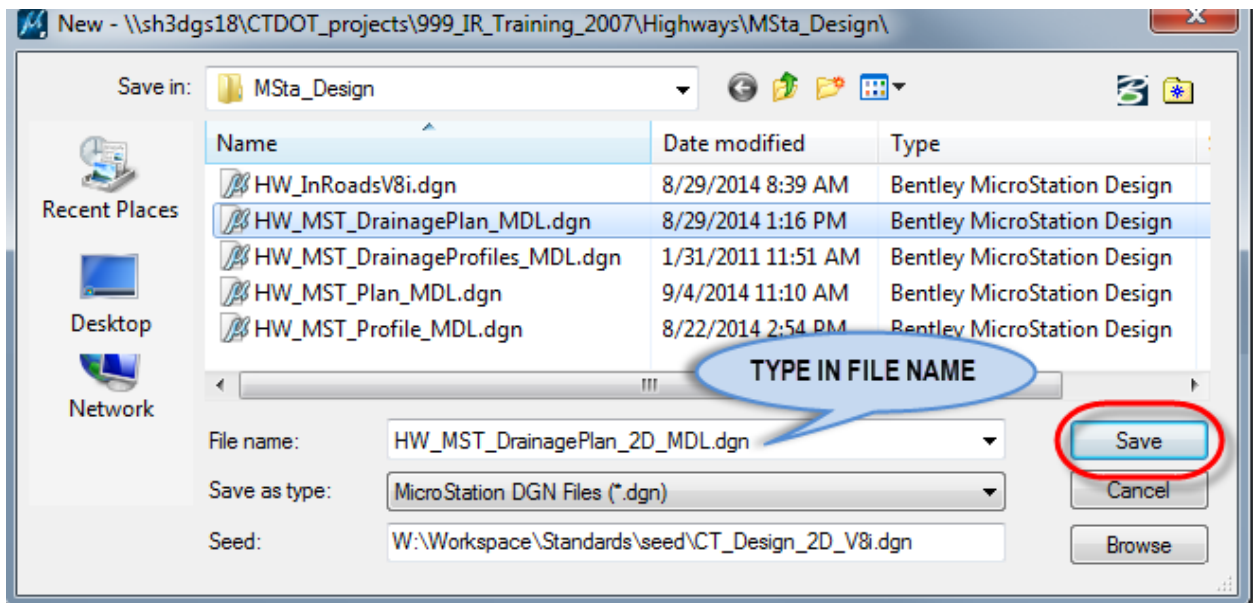 New - \\sh3dgs18\CTDOT_projects\999_IR_Training_2007\Highways\MSta_Design\
Save in: MSta_Design
Name Date modified Type
HW_InRoadsV8i.dgn 8/29/2014 8:39 AM Bentley MicroStation Design
HW_MST_DrainagePlan_MDL.dgn 8/29/2014 1:16 PM Bentley MicroStation Design
HW_MST_DrainageProfiles_MDL.dgn 1/31/2011 11:51 AM Bentley MicroStation Design
HW_MST_Plan_MDL.dgn 9/4/2014 11:10 AM Bentley MicroStation Design
HW_MST_Profile_MDL.dgn 8/22/2014 2:54 PM Bentley MicroStation Design
Recent Places
Desktop
Network
TYPE IN FILE NAME
File name: HW_MST_DrainagePlan_2D_MDL.dgn Save
Save as type: MicroStation DGN Files (*.dgn) Cancel
Seed: W:\Workspace\Standards\seed\CT_Design_2D_V8i.dgn Browse